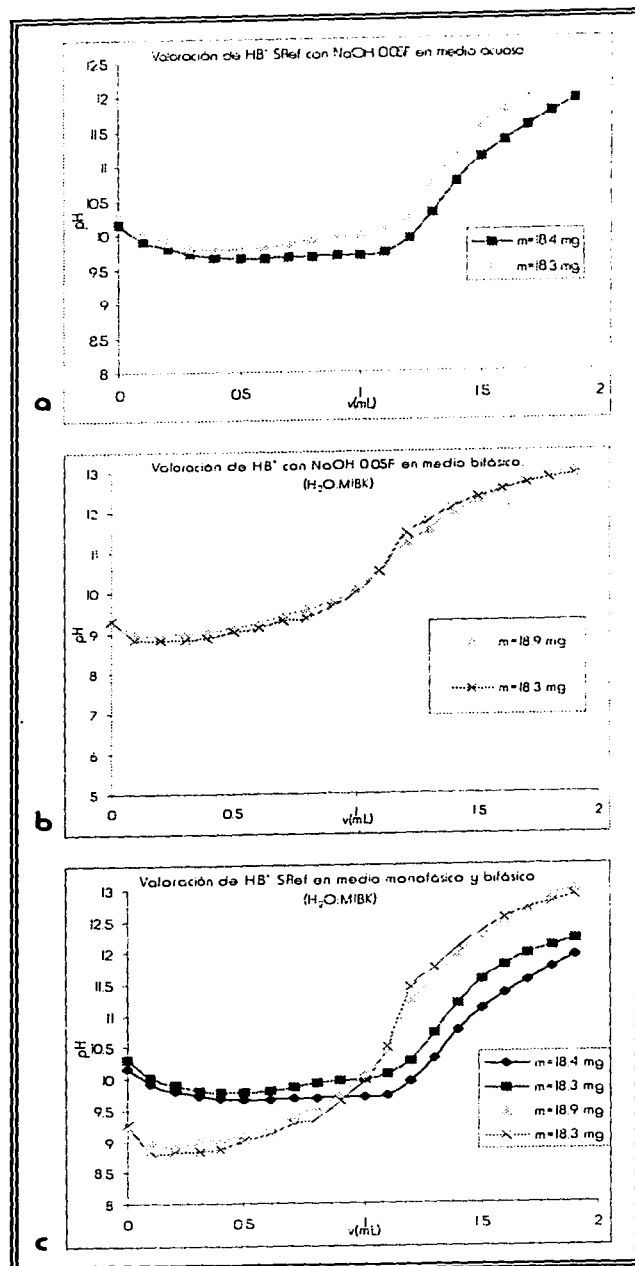 Valoración de HB⁺ SRef con NaOH 0.05F en medio acuoso
12.5
12
11.5
11
10.5
pH
10
9.5
9
8.5
8
0
0.5
1
1.5
2
v(mL)
m=18.4 mg
m=18.3 mg
a
Valoración de HB⁺ con NaOH 0.05F en medio bifásico.
(H₂O:MIBK)
13
12
11
10
pH
9
8
7
6
5
0
0.5
1
1.5
2
v(mL)
m=18.9 mg
m=18.3 mg
b
Valoración de HB⁺ SRef en medio monofásico y bifásico
(H₂O:MIBK)
13
12.5
12
11.5
11
10.5
pH
10
9.5
9
8.5
8
0
0.5
1
1.5
2
v(mL)
m=18.4 mg
m=18.3 mg
m=18.9 mg
m=18.3 mg
c